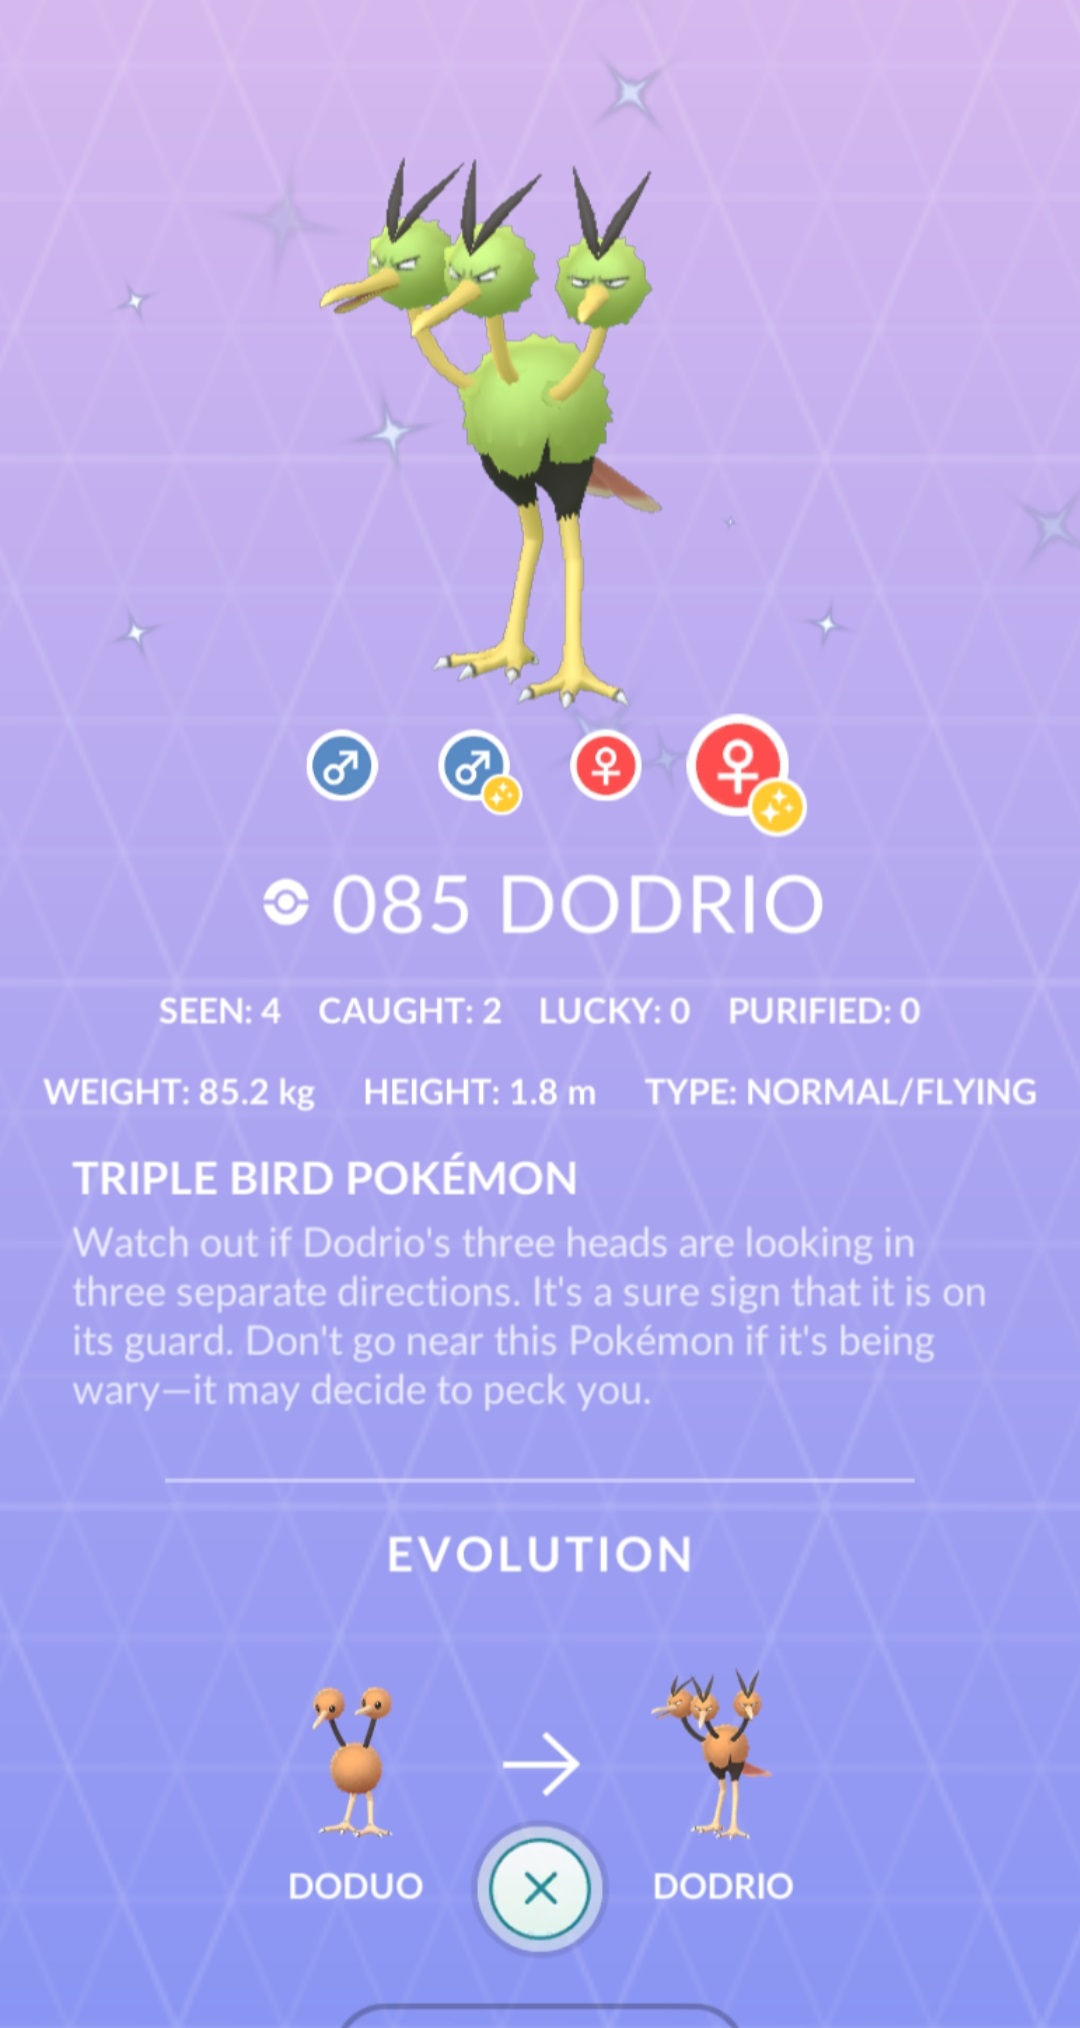 085 DODRIO
SEEN: 4 CAUGHT: 2 LUCKY: 0 PURIFIED: 0
WEIGHT: 85.2 kg HEIGHT: 1.8 m TYPE: NORMAL/FLYING
TRIPLE BIRD POKÉMON
Watch out if Dodrio's three heads are looking in
three separate directions. It's a sure sign that it is on
its guard. Don't go near this Pokémon if it's being
wary—it may decide to peck you.
EVOLUTION
DODUO DODRIO